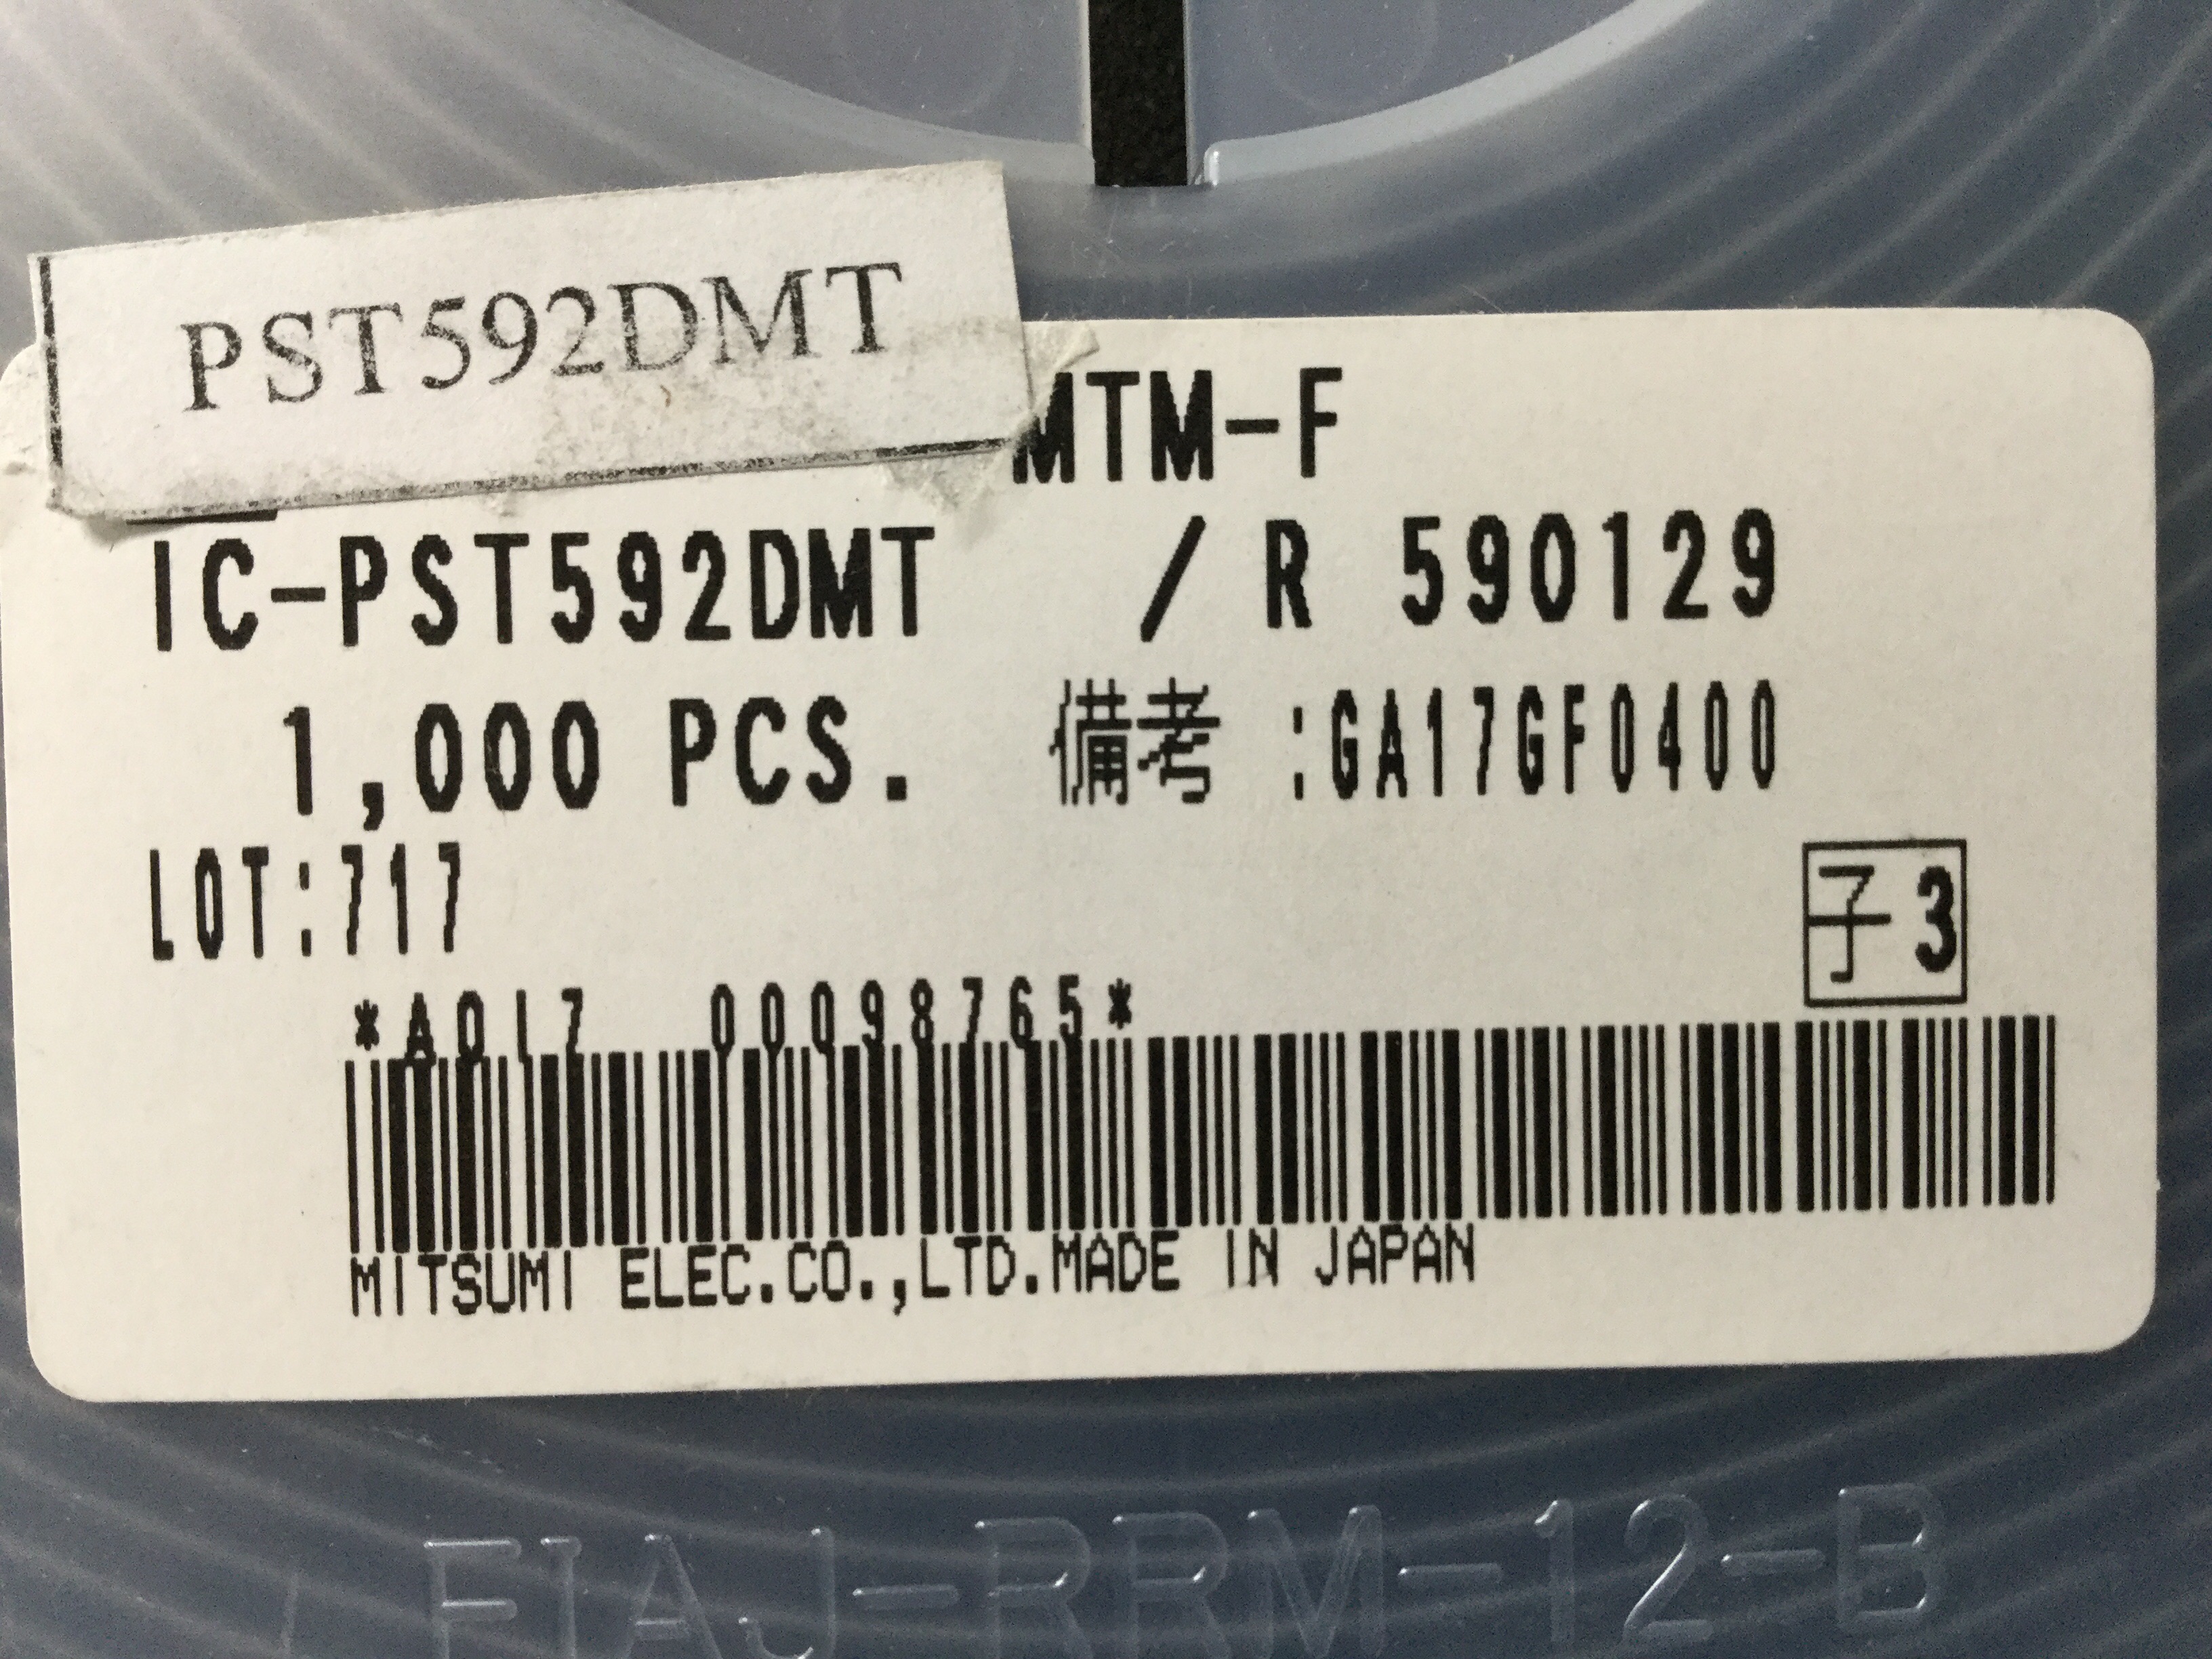 PST592DMT
MTM-F
IC-PST592DMT / R 590129
1,000 PCS. 備考 :GA17GF0400
LOT:717
子3
*A017 00098765*
MITSUMI ELEC.CO.,LTD.MADE IN JAPAN
EIAJ-RRM-12-B